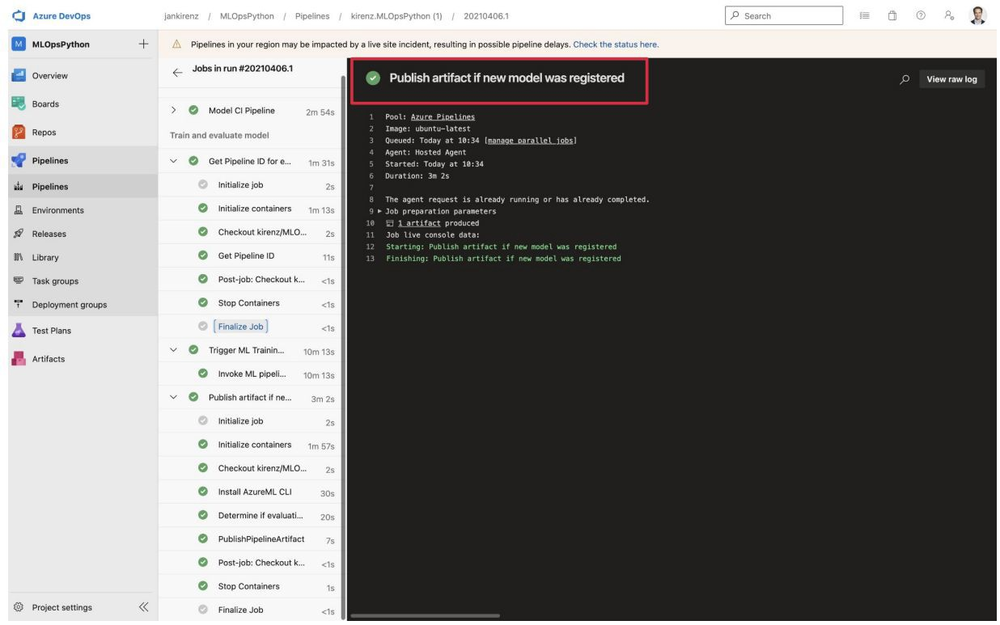 Azure DevOps
jankirenz / MLOpsPython / Pipelines / kirenz.MLOpsPython (1) / 20210406.1
Search
M MLOpsPython
Overview
Boards
Repos
Pipelines
Pipelines
Environments
Releases
Library
Task groups
Deployment groups
Test Plans
Artifacts
Project settings
Pipelines in your region may be impacted by a live site incident, resulting in possible pipeline delays. Check the status here.
Jobs in run #20210406.1
Model CI Pipeline 2m 54s
Train and evaluate model
Get Pipeline ID for e... 1m 31s
Initialize job 2s
Initialize containers 1m 13s
Checkout kirenz/MLO... 2s
Get Pipeline ID 11s
Post-job: Checkout k... <1s
Stop Containers <1s
Finalize Job <1s
Trigger ML Trainin... 10m 13s
Invoke ML pipeli... 10m 13s
Publish artifact if ne... 3m 2s
Initialize job 2s
Initialize containers 1m 57s
Checkout kirenz/MLO... 2s
Install AzureML CLI 30s
Determine if evaluati... 20s
PublishPipelineArtifact 7s
Post-job: Checkout k... <1s
Stop Containers 1s
Finalize Job <1s
Publish artifact if new model was registered
View raw log
1 Pool: Azure Pipelines
2 Image: ubuntu-latest
3 Queued: Today at 10:34 [manage parallel jobs]
4 Agent: Hosted Agent
5 Started: Today at 10:34
6 Duration: 3m 2s
7
8 The agent request is already running or has already completed.
9 Job preparation parameters
10 1 artifact produced
11 Job live console data:
12 Starting: Publish artifact if new model was registered
13 Finishing: Publish artifact if new model was registered